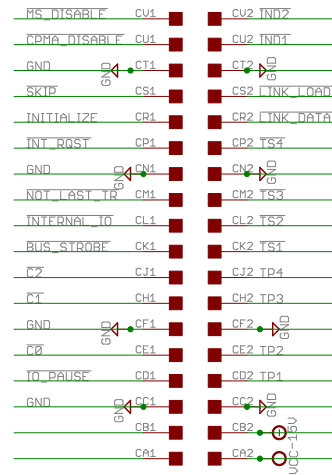 MS_DISABLE CV1 CV2 IND2
CPMA_DISABLE CU1 CU2 IND1
GND GND CT1 CT2 GND
SKIP CS1 CS2 LINK_LOAD
INITIALIZE CR1 CR2 LINK_DATA
INT_RQST CP1 CP2 TS4
GND GND CN1 CN2 GND
NOT_LAST_TR CM1 CM2 TS3
INTERNAL_IO CL1 CL2 TS2
BUS_STROBE CK1 CK2 TS1
C2 CJ1 CJ2 TP4
C1 CH1 CH2 TP3
GND GND CF1 CF2 GND
C0 CE1 CE2 TP2
IO_PAUSE CD1 CD2 TP1
GND GND CC1 CC2 GND
CB1 CB2 -15V
CA1 CA2 VCC